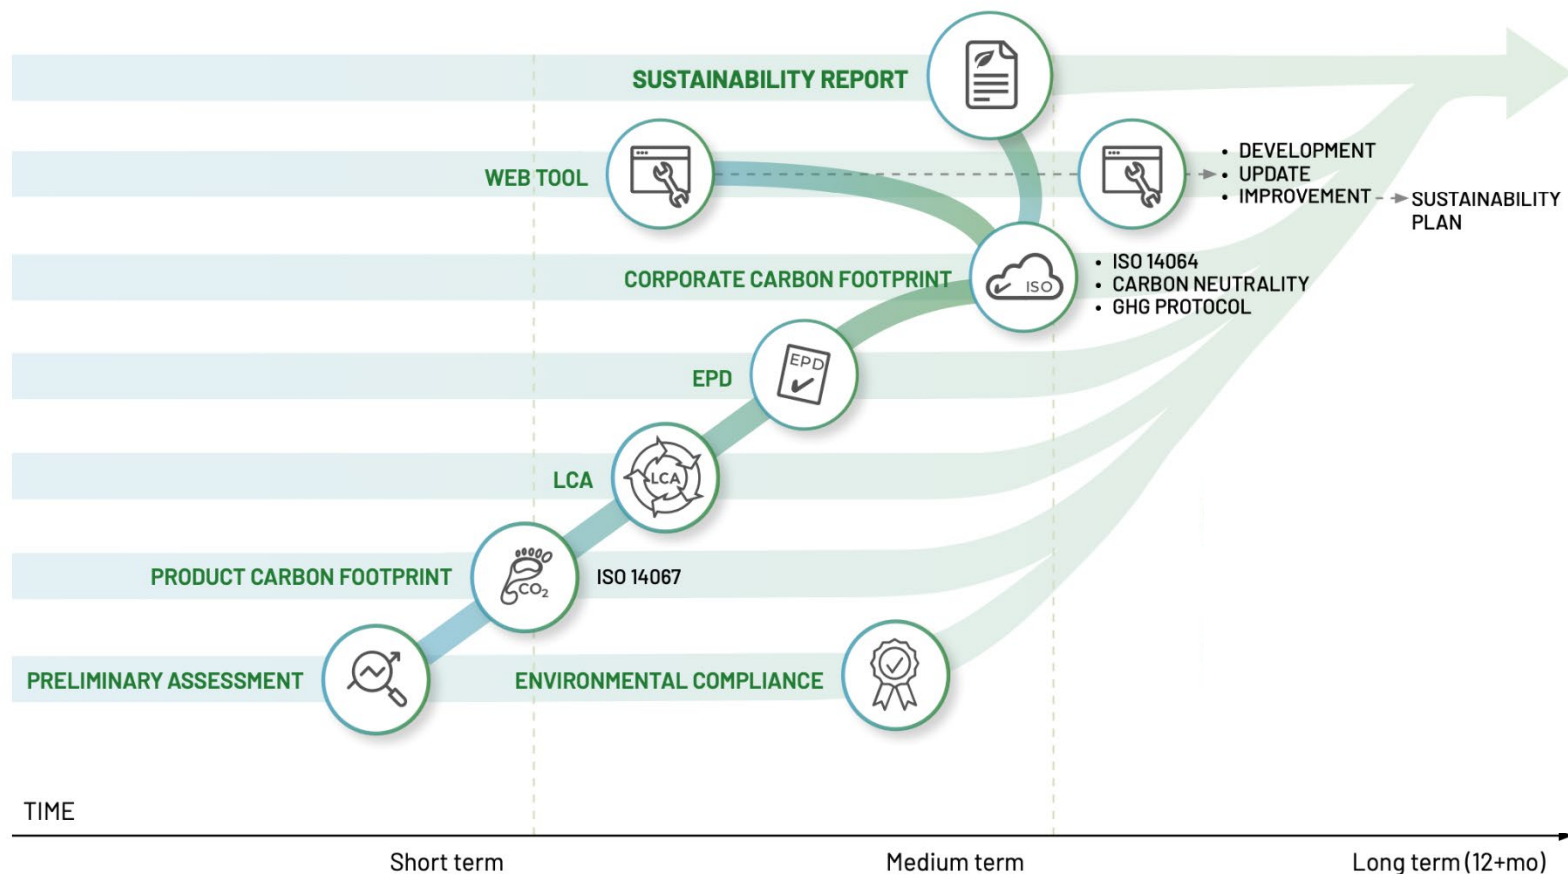 SUSTAINABILITY REPORT
WEB TOOL
• DEVELOPMENT
• UPDATE
• IMPROVEMENT
SUSTAINABILITY
PLAN
CORPORATE CARBON FOOTPRINT
ISO
• ISO 14064
• CARBON NEUTRALITY
• GHG PROTOCOL
EPD
EPD
LCA
LCA
PRODUCT CARBON FOOTPRINT
CO₂
ISO 14067
PRELIMINARY ASSESSMENT
ENVIRONMENTAL COMPLIANCE
TIME
Short term
Medium term
Long term (12+mo)